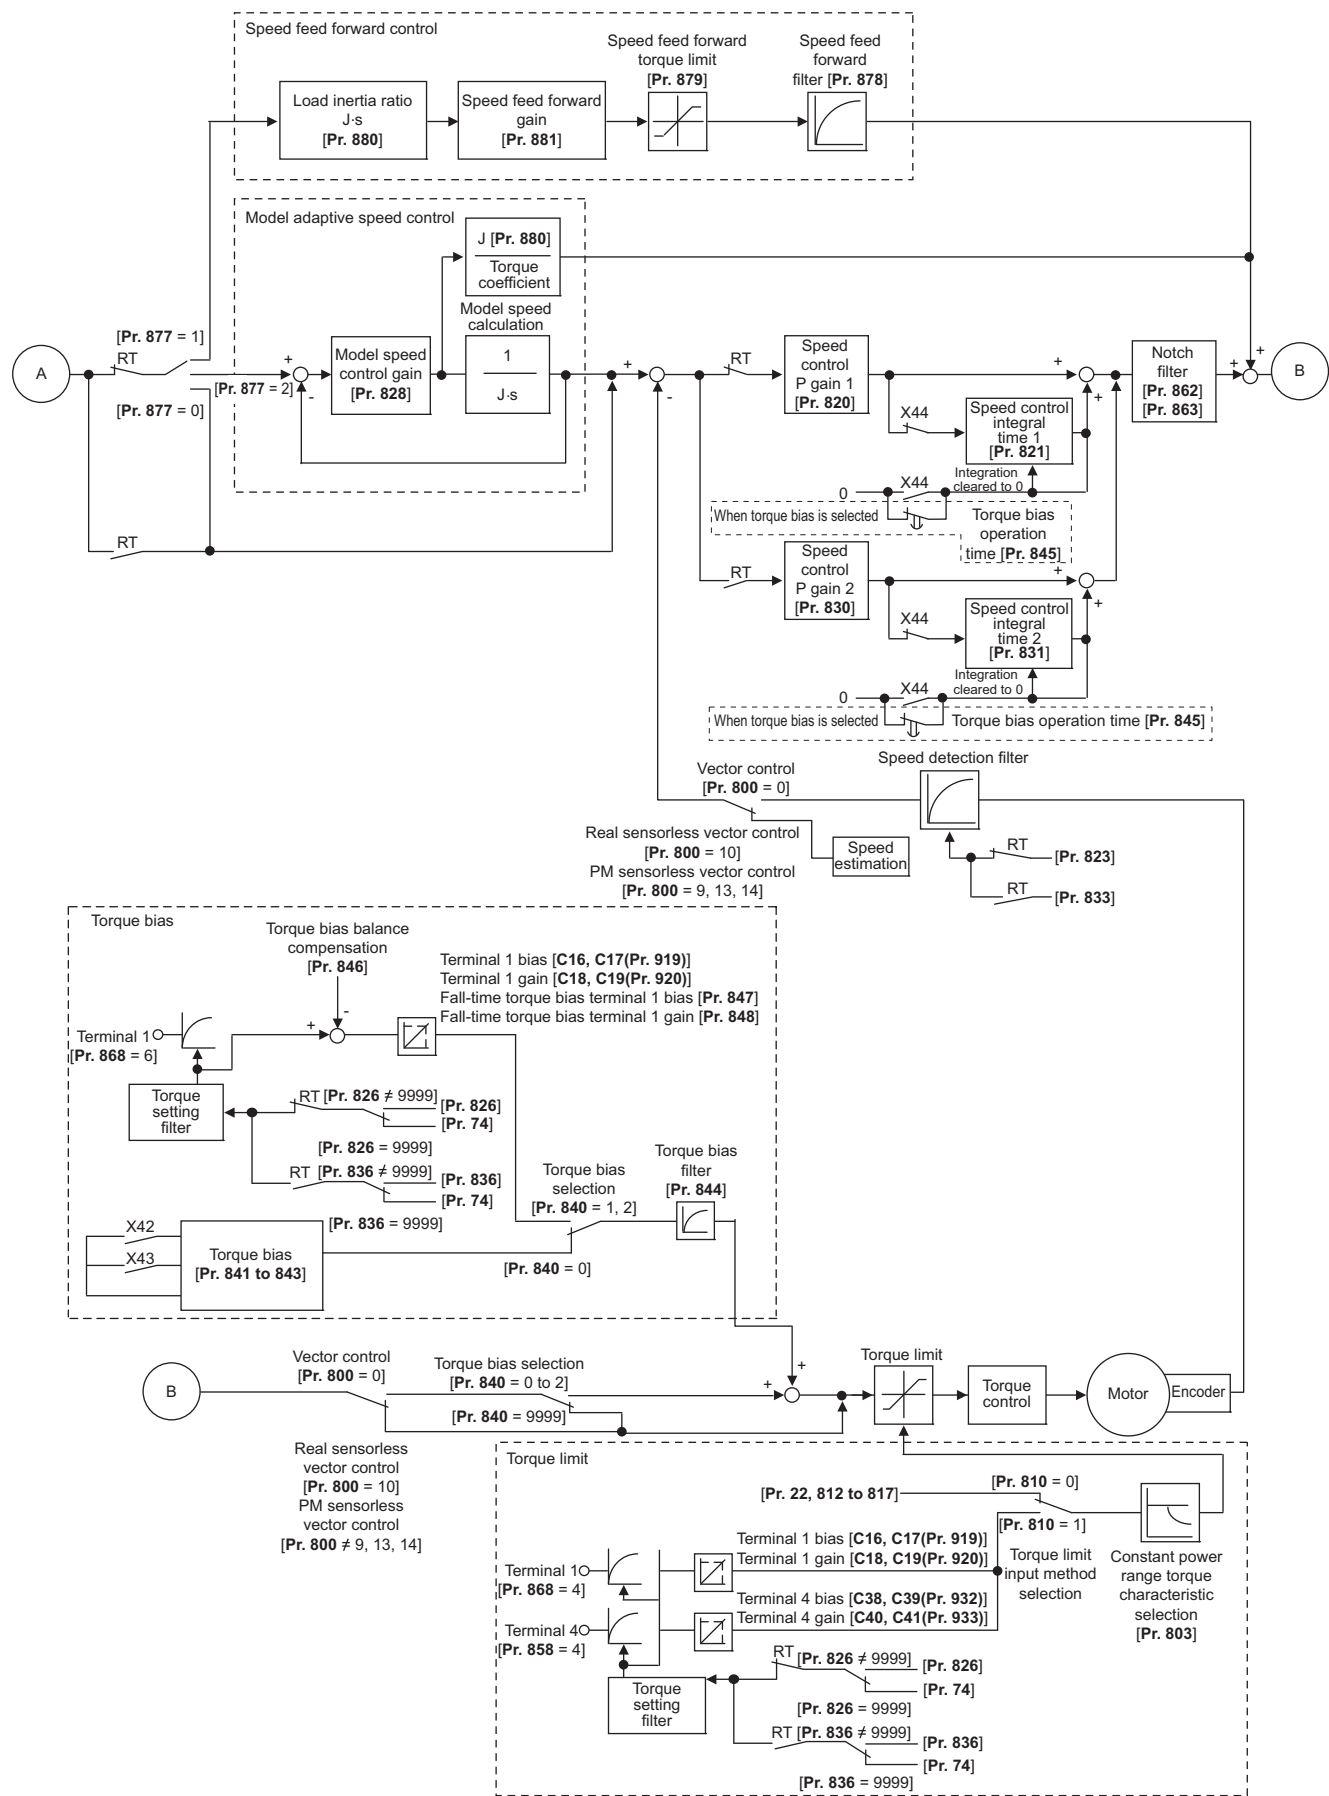 Speed feed forward control
Speed feed forward
torque limit
[Pr. 879]
Speed feed
forward
filter [Pr. 878]
Load inertia ratio
J·s
[Pr. 880]
Speed feed forward
gain
[Pr. 881]
Model adaptive speed control
J [Pr. 880]
Torque
coefficient
Model speed
calculation
[Pr. 877 = 1]
RT
A
[Pr. 877 = 2]
[Pr. 877 = 0]
+
-
Model speed
control gain
[Pr. 828]
1
J·s
RT
+
-
RT
Speed
control
P gain 1
[Pr. 820]
X44
Speed control
integral
time 1
[Pr. 821]
+
+
Notch
filter
[Pr. 862]
[Pr. 863]
+
+
B
Integration
cleared to 0
0
X44
When torque bias is selected
Torque bias
operation
time [Pr. 845]
RT
Speed
control
P gain 2
[Pr. 830]
+
+
X44
Speed control
integral
time 2
[Pr. 831]
Integration
cleared to 0
0
X44
When torque bias is selected
Torque bias operation time [Pr. 845]
Speed detection filter
Vector control
[Pr. 800 = 0]
Real sensorless vector control
[Pr. 800 = 10]
PM sensorless vector control
[Pr. 800 = 9, 13, 14]
Speed
estimation
RT
[Pr. 823]
RT
[Pr. 833]
Torque bias
Torque bias balance
compensation
[Pr. 846]
Terminal 1 bias [C16, C17(Pr. 919)]
Terminal 1 gain [C18, C19(Pr. 920)]
Fall-time torque bias terminal 1 bias [Pr. 847]
Fall-time torque bias terminal 1 gain [Pr. 848]
-
+
Terminal 1
[Pr. 868 = 6]
Torque
setting
filter
RT [Pr. 826 ≠ 9999]
[Pr. 826]
[Pr. 74]
[Pr. 826 = 9999]
RT [Pr. 836 ≠ 9999]
[Pr. 836]
[Pr. 74]
[Pr. 836 = 9999]
Torque bias
selection
[Pr. 840 = 1, 2]
Torque bias
filter
[Pr. 844]
X42
X43
Torque bias
[Pr. 841 to 843]
[Pr. 840 = 0]
B
Vector control
[Pr. 800 = 0]
Torque bias selection
[Pr. 840 = 0 to 2]
[Pr. 840 = 9999]
+
+
Torque limit
Torque
control
Motor
Encoder
Real sensorless
vector control
[Pr. 800 = 10]
PM sensorless
vector control
[Pr. 800 ≠ 9, 13, 14]
Torque limit
[Pr. 22, 812 to 817]
[Pr. 810 = 0]
[Pr. 810 = 1]
Torque limit
input method
selection
Constant power
range torque
characteristic
selection
[Pr. 803]
Terminal 1 bias [C16, C17(Pr. 919)]
Terminal 1 gain [C18, C19(Pr. 920)]
Terminal 1
[Pr. 868 = 4]
Terminal 4 bias [C38, C39(Pr. 932)]
Terminal 4 gain [C40, C41(Pr. 933)]
Terminal 4
[Pr. 858 = 4]
Torque
setting
filter
RT [Pr. 826 ≠ 9999]
[Pr. 826]
[Pr. 74]
[Pr. 826 = 9999]
RT [Pr. 836 ≠ 9999]
[Pr. 836]
[Pr. 74]
[Pr. 836 = 9999]